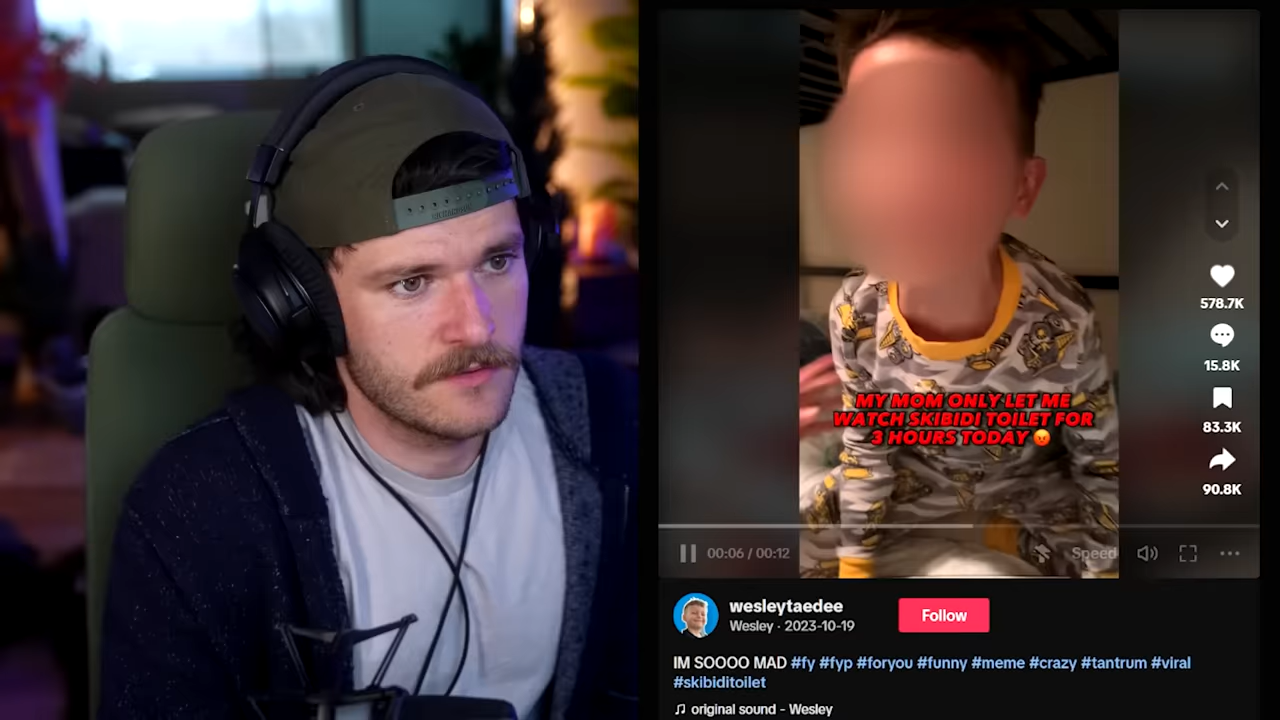 MY MOM ONLY LET ME
WATCH SKIBIDI TOILET FOR
3 HOURS TODAY 😡
578.7K
15.8K
83.3K
90.8K
00:06 / 00:12
Speed
wesleytaedee
Wesley · 2023-10-19
Follow
IM SOOOO MAD #fy #fyp #foryou #funny #meme #crazy #tantrum #viral
#skibiditoilet
♫ original sound - Wesley